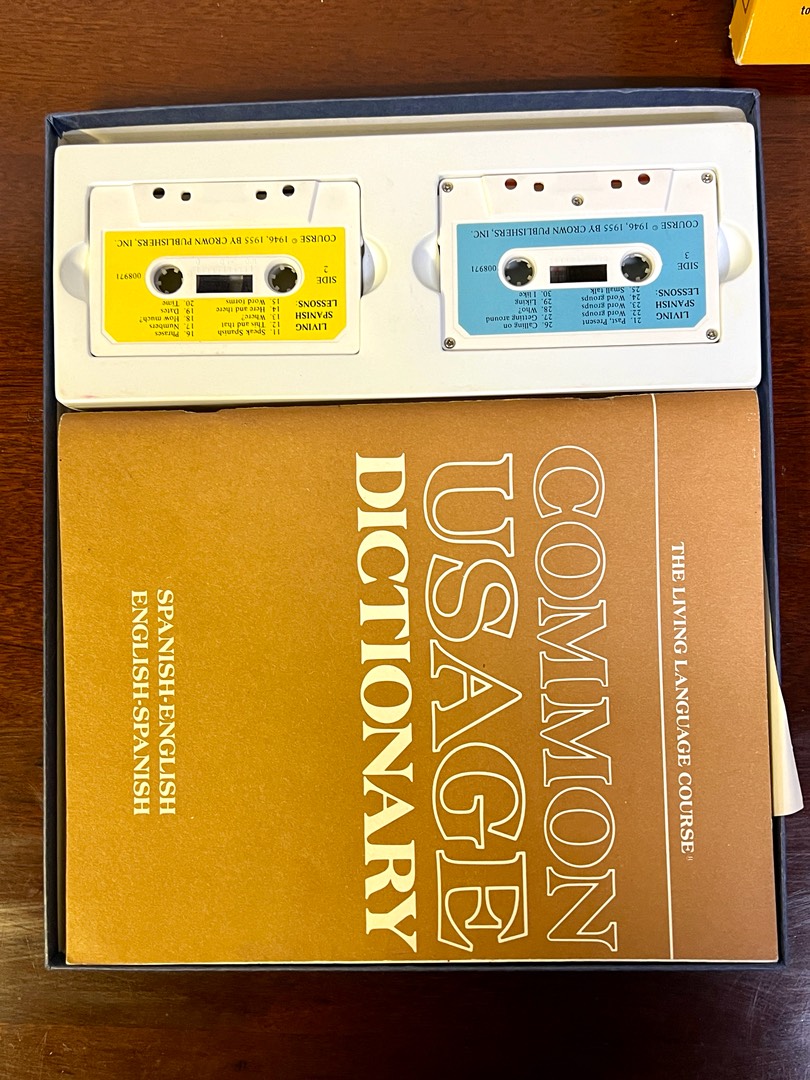 to
LIVING
SPANISH
LESSONS:
11. Speak Spanish
12. This and that
13. Where?
14. Here and there
15. Word forms
16. Phrases
17. Numbers
18. How much?
19. Dates
20. Time
SIDE
2
008971
COURSE © 1946, 1955 BY CROWN PUBLISHERS, INC.
LIVING
SPANISH
LESSONS:
21. Past, Present
22. Word groups
23. Word groups
24. Word groups
25. Small talk
26. Calling on
27. Getting around
28. Who?
29. Liking
30. I like
SIDE
3
008971
COURSE © 1946, 1955 BY CROWN PUBLISHERS, INC.
THE LIVING LANGUAGE COURSE®
COMMON
USAGE
DICTIONARY
SPANISH-ENGLISH
ENGLISH-SPANISH